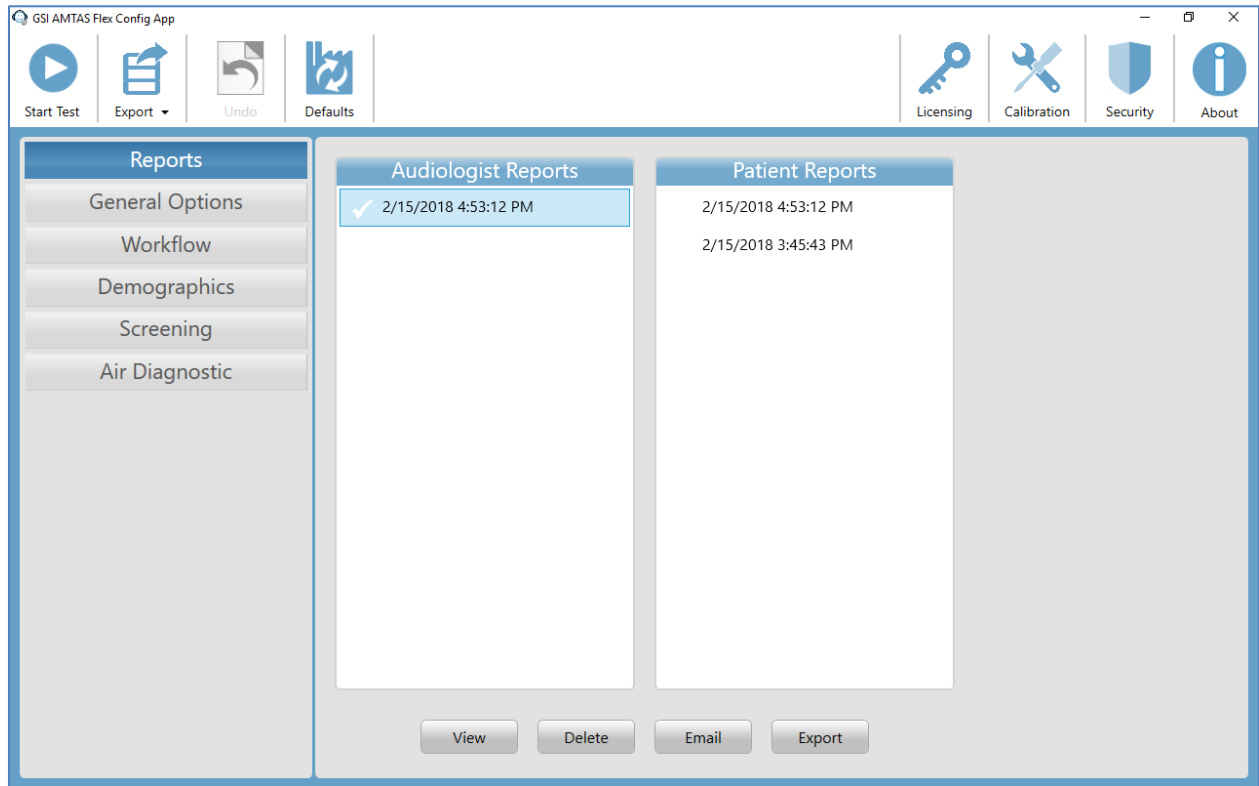 GSI AMTAS Flex Config App
Start Test
Export
Undo
Defaults
Licensing
Calibration
Security
About
Reports
General Options
Workflow
Demographics
Screening
Air Diagnostic
Audiologist Reports
2/15/2018 4:53:12 PM
Patient Reports
2/15/2018 4:53:12 PM
2/15/2018 3:45:43 PM
View
Delete
Email
Export